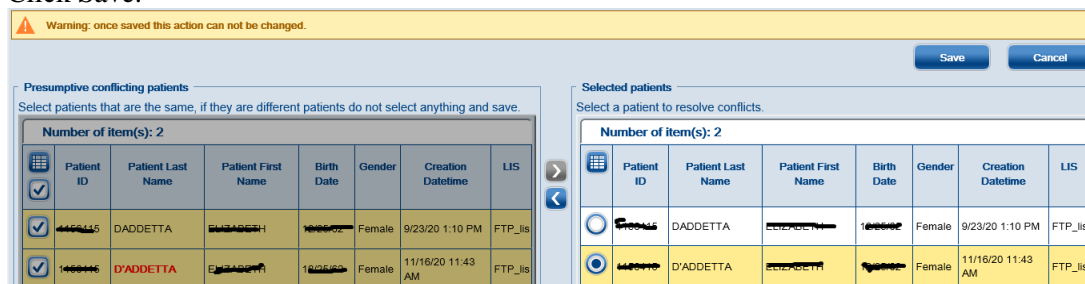 Click Save.
Warning: once saved this action can not be changed.
Save Cancel
Presumptive conflicting patients
Select patients that are the same, if they are different patients do not select anything and save.
Number of item(s): 2
Patient ID Patient Last Name Patient First Name Birth Date Gender Creation Datetime LIS
DADDETTA Female 9/23/20 1:10 PM FTP_lis
D'ADDETTA Female 11/16/20 11:43 AM FTP_lis
Selected patients
Select a patient to resolve conflicts.
Number of item(s): 2
Patient ID Patient Last Name Patient First Name Birth Date Gender Creation Datetime LIS
DADDETTA Female 9/23/20 1:10 PM FTP_lis
D'ADDETTA Female 11/16/20 11:43 AM FTP_lis